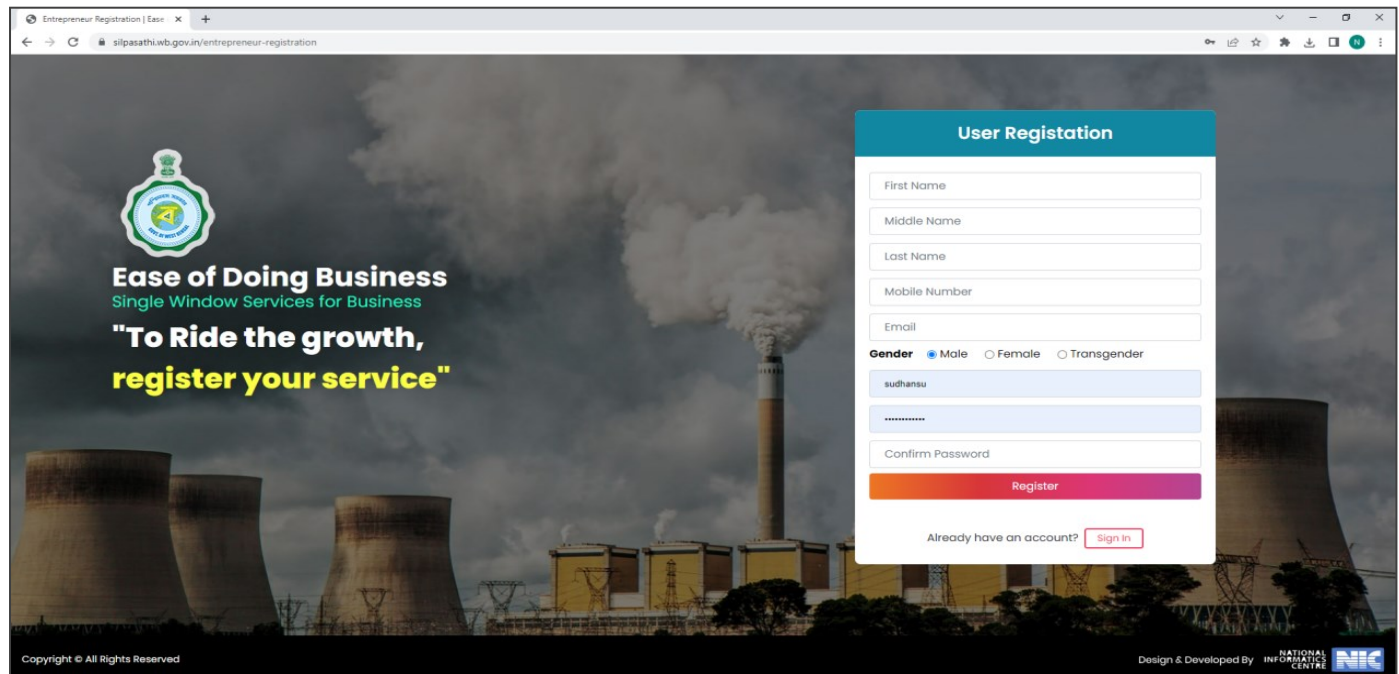 Entrepreneur Registration | Ease
silpasathi.wb.gov.in/entrepreneur-registration
N
User Registation
First Name
Middle Name
Last Name
Mobile Number
Email
Gender Male Female Transgender
sudhansu
••••••••••••
Confirm Password
Register
Already have an account? Sign In
Ease of Doing Business
Single Window Services for Business
"To Ride the growth,
register your service"
Copyright © All Rights Reserved
Design & Developed By
NATIONAL
INFORMATICS
CENTRE
NIC